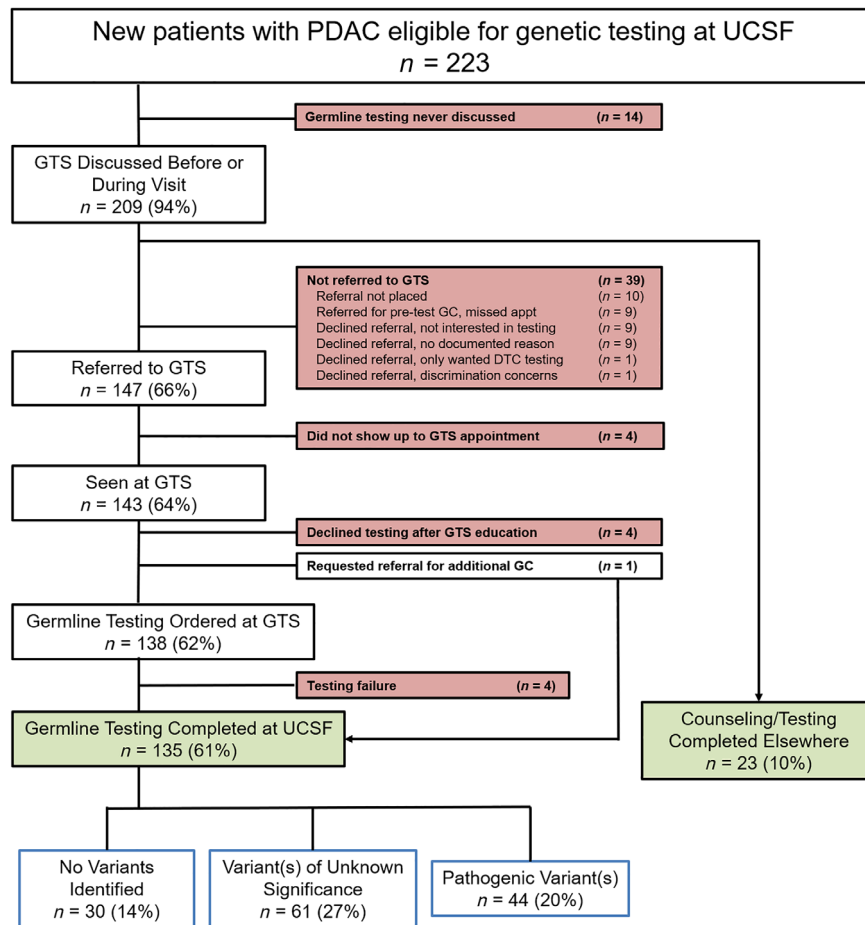 New patients with PDAC eligible for genetic testing at UCSF
n = 223
Germline testing never discussed (n = 14)
GTS Discussed Before or
During Visit
n = 209 (94%)
Not referred to GTS (n = 39)
Referral not placed (n = 10)
Referred for pre-test GC, missed appt (n = 9)
Declined referral, not interested in testing (n = 9)
Declined referral, no documented reason (n = 9)
Declined referral, only wanted DTC testing (n = 1)
Declined referral, discrimination concerns (n = 1)
Referred to GTS
n = 147 (66%)
Did not show up to GTS appointment (n = 4)
Seen at GTS
n = 143 (64%)
Declined testing after GTS education (n = 4)
Requested referral for additional GC (n = 1)
Germline Testing Ordered at GTS
n = 138 (62%)
Testing failure (n = 4)
Germline Testing Completed at UCSF
n = 135 (61%)
Counseling/Testing
Completed Elsewhere
n = 23 (10%)
No Variants
Identified
n = 30 (14%)
Variant(s) of Unknown
Significance
n = 61 (27%)
Pathogenic Variant(s)
n = 44 (20%)